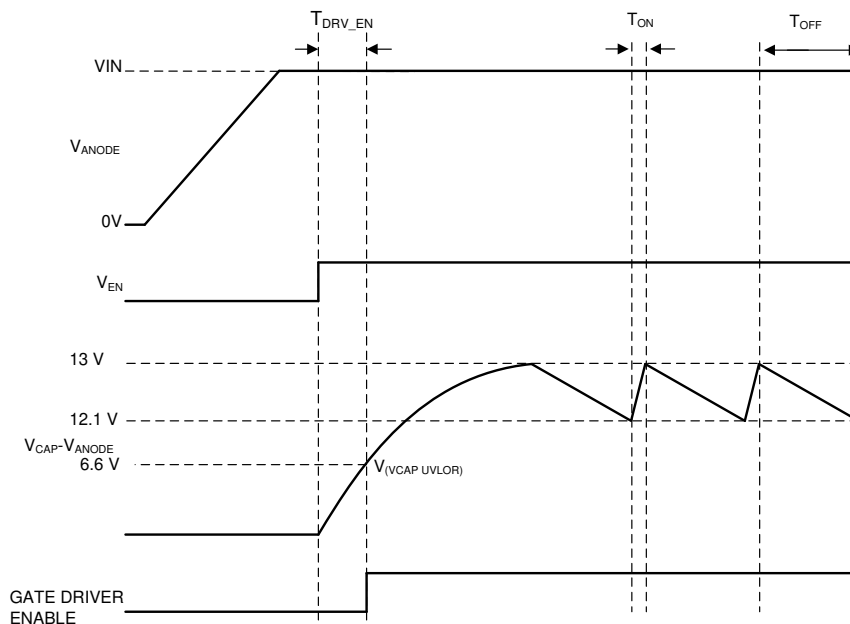 TDRV_EN
TON
TOFF
VIN
VANODE
0V
VEN
13 V
12.1 V
VCAP-VANODE
6.6 V
V(VCAP UVLOR)
GATE DRIVER
ENABLE